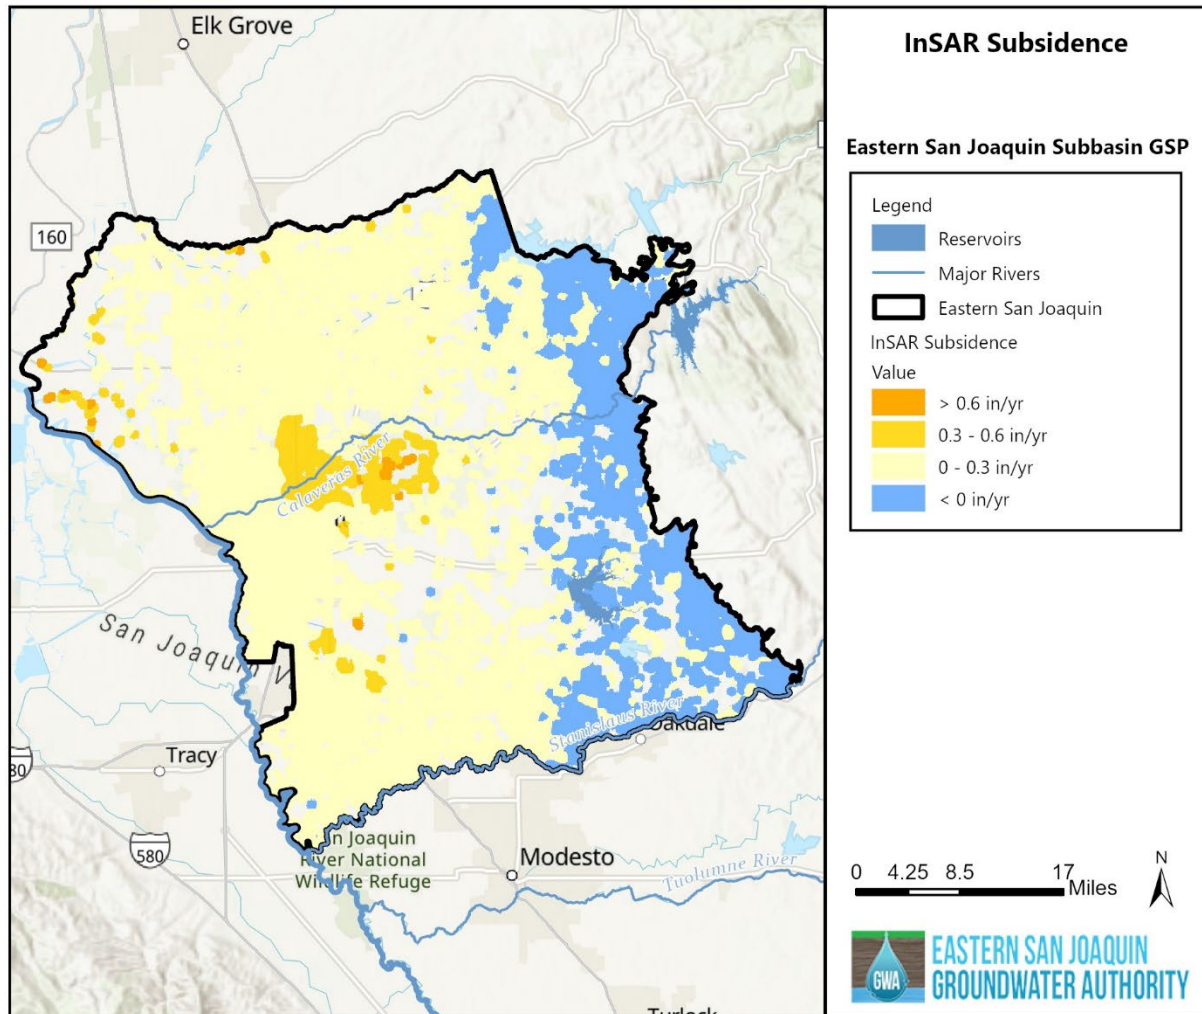 Elk Grove
160
Calaveras River
San Joaquin V
Stanislaus River
Oakdale
Tracy
80
580
n Joaquin
River National
Wildlife Refuge
Modesto
Tuolumne River
Turlock
InSAR Subsidence
Eastern San Joaquin Subbasin GSP
Legend
Reservoirs
Major Rivers
Eastern San Joaquin
InSAR Subsidence
Value
> 0.6 in/yr
0.3 - 0.6 in/yr
0 - 0.3 in/yr
< 0 in/yr
0 4.25 8.5 17
Miles
N
GWA
EASTERN SAN JOAQUIN
GROUNDWATER AUTHORITY